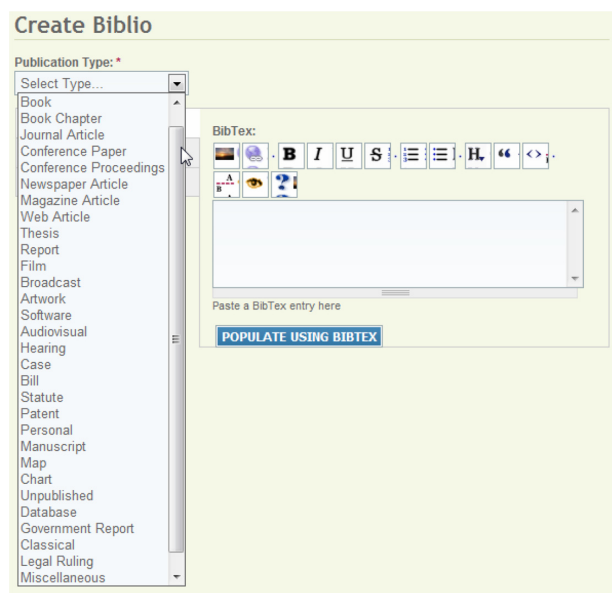 Create Biblio
Publication Type: *
Select Type...
Book
Book Chapter
Journal Article
Conference Paper
Conference Proceedings
Newspaper Article
Magazine Article
Web Article
Thesis
Report
Film
Broadcast
Artwork
Software
Audiovisual
Hearing
Case
Bill
Statute
Patent
Personal
Manuscript
Map
Chart
Unpublished
Database
Government Report
Classical
Legal Ruling
Miscellaneous
BibTex:
B I U S H
A
B
Paste a BibTex entry here
POPULATE USING BIBTEX